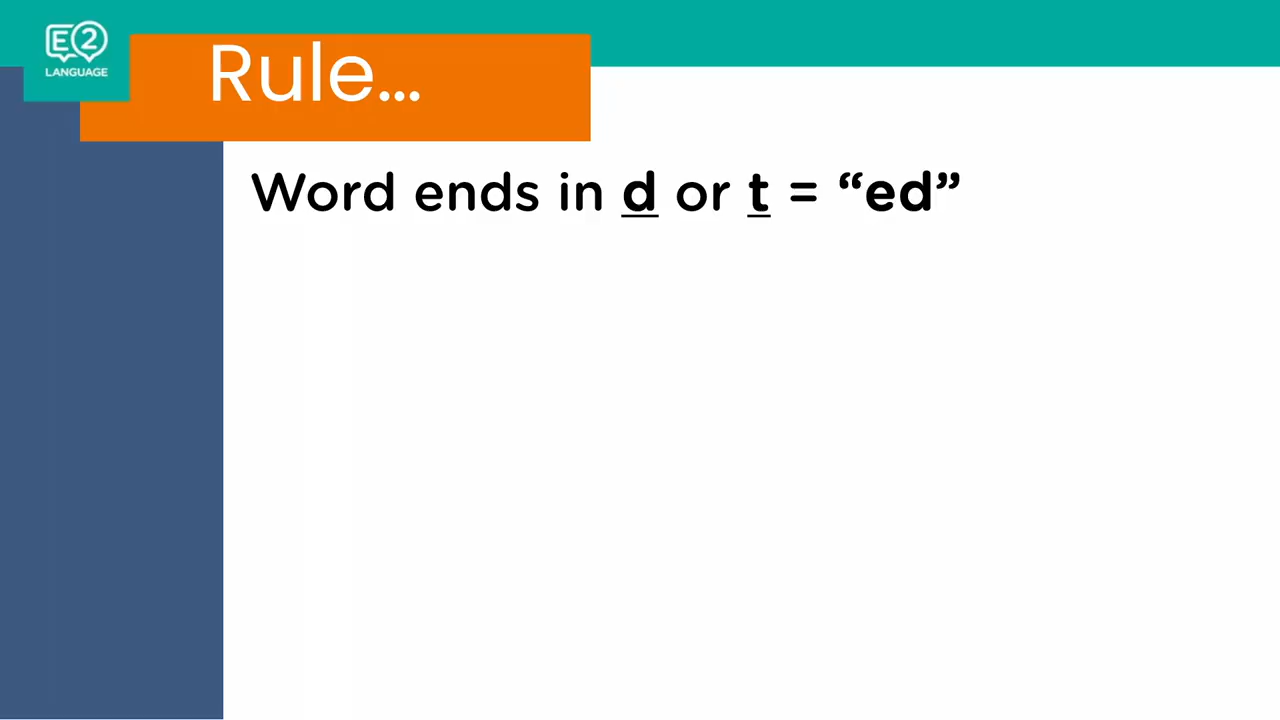 E2
LANGUAGE
Rule...
Word ends in d or t = “ed”